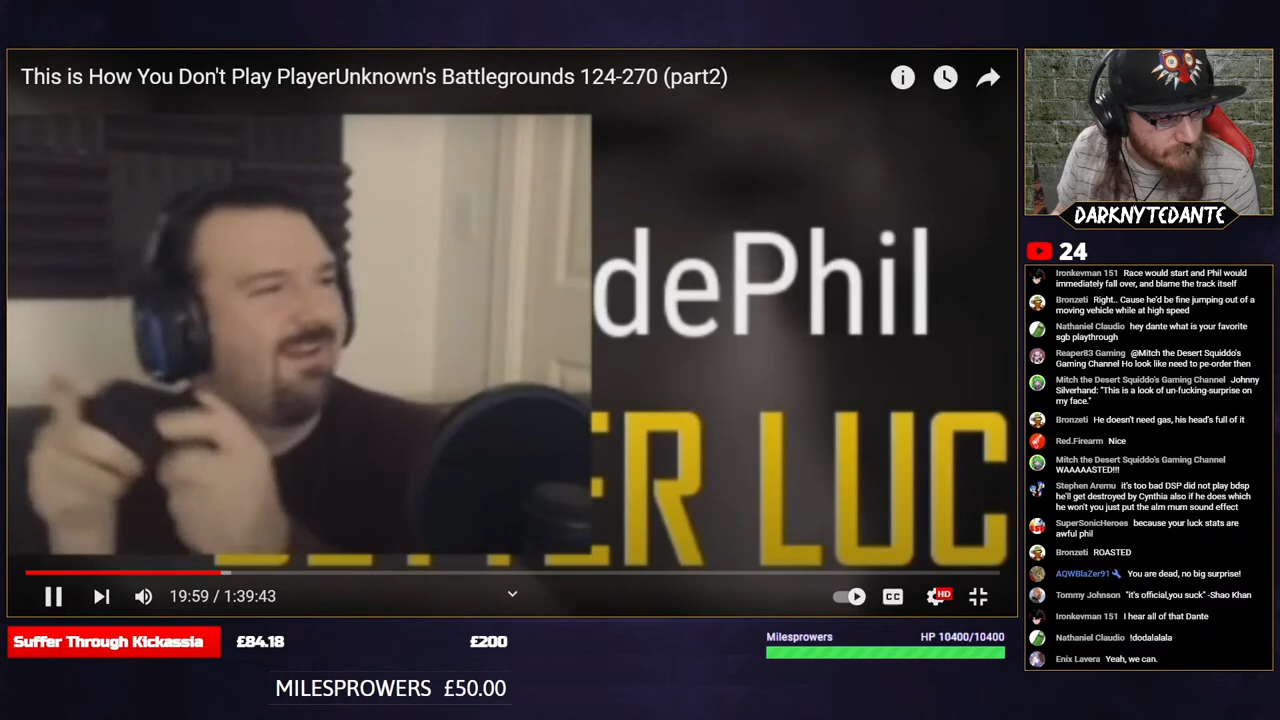 This is How You Don't Play PlayerUnknown's Battlegrounds 124-270 (part2)
dePhil
ER LUC
19:59 / 1:39:43
CC
HD
Suffer Through Kickassia
£84.18
£200
Milesprowers
HP 10400/10400
MILESPROWERS £50.00
DARKNYTEDANTE
24
Ironkevman 151 Race would start and Phil would
immediately fall over, and blame the track itself
Bronzeti Right.. Cause he'd be fine jumping out of a
moving vehicle while at high speed
Nathaniel Claudio hey dante what is your favorite
sgb playthrough
Reaper83 Gaming @Mitch the Desert Squiddo's
Gaming Channel Ho look like need to pe-order then
Mitch the Desert Squiddo's Gaming Channel Johnny
Silverhand: "This is a look of un-fucking-surprise on
my face."
Bronzeti He doesn't need gas, his head's full of it
Red.Firearm Nice
Mitch the Desert Squiddo's Gaming Channel
WAAAAASTED!!!
Stephen Aremu it's too bad DSP did not play bdsp
he'll get destroyed by Cynthia also if he does which
he won't you just put the alm mum sound effect
SuperSonicHeroes because your luck stats are
awful phil
Bronzeti ROASTED
AQWBlaZer91 You are dead, no big surprise!
Tommy Johnson "it's official,you suck" -Shao Khan
Ironkevman 151 I hear all of that Dante
Nathaniel Claudio !dodalalala
Enix Lavera Yeah, we can.